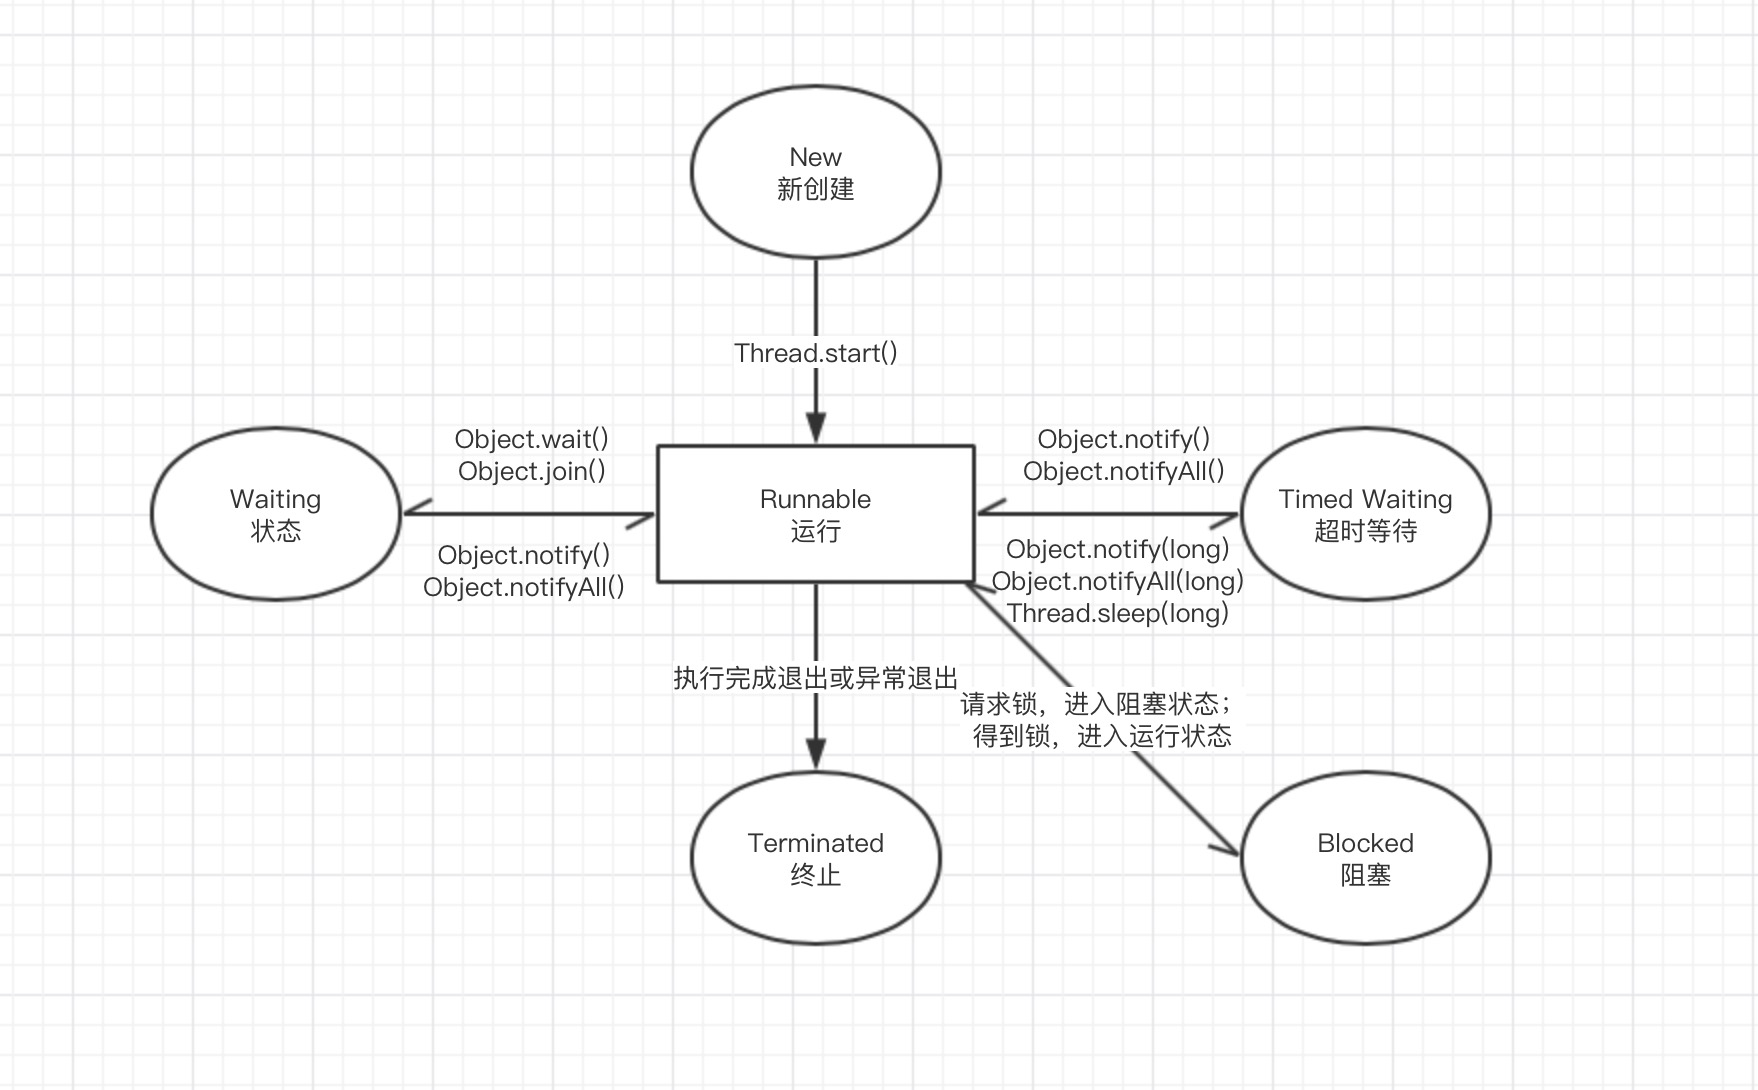 New
新创建
Thread.start()
Object.wait()
Object.join()
Object.notify()
Object.notifyAll()
Waiting
状态
Runnable
运行
Timed Waiting
超时等待
Object.notify()
Object.notifyAll()
Object.notify(long)
Object.notifyAll(long)
Thread.sleep(long)
执行完成退出或异常退出
请求锁，进入阻塞状态；
得到锁，进入运行状态
Terminated
终止
Blocked
阻塞